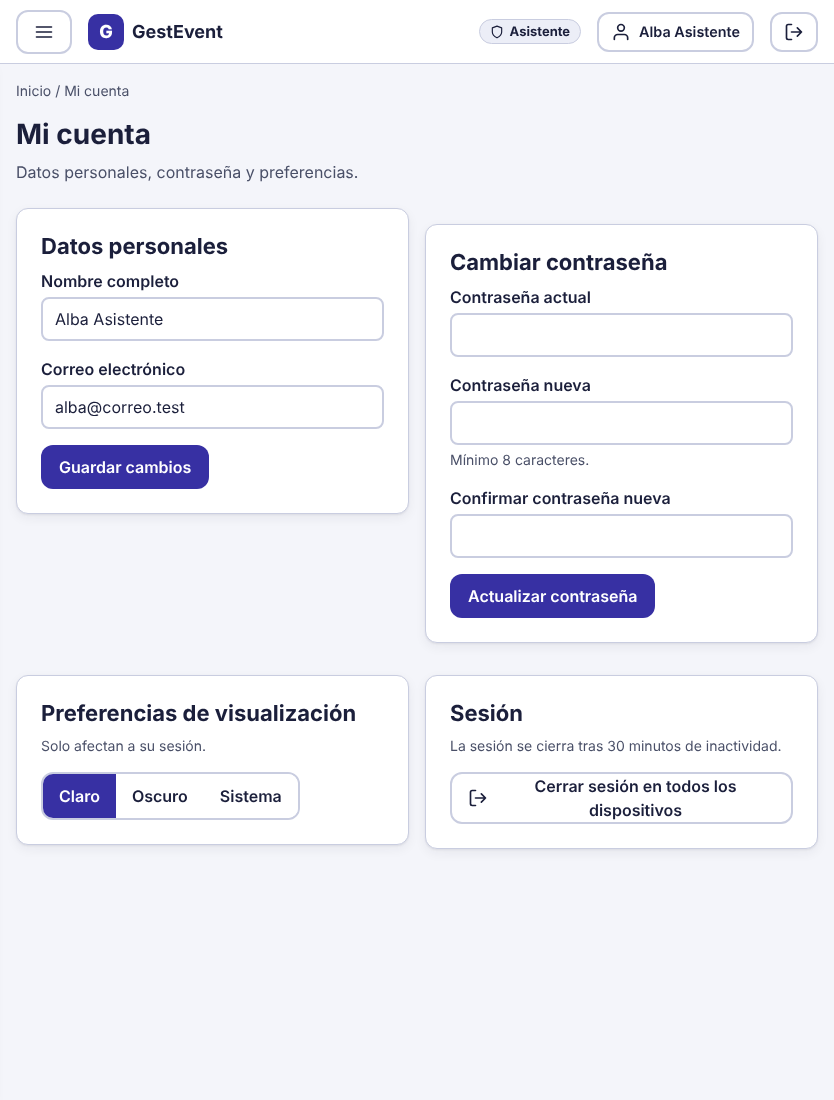 G GestEvent
Asistente
Alba Asistente
Inicio / Mi cuenta
Mi cuenta
Datos personales, contraseña y preferencias.
Datos personales
Nombre completo
Alba Asistente
Correo electrónico
alba@correo.test
Guardar cambios
Cambiar contraseña
Contraseña actual
Contraseña nueva
Mínimo 8 caracteres.
Confirmar contraseña nueva
Actualizar contraseña
Preferencias de visualización
Solo afectan a su sesión.
Claro Oscuro Sistema
Sesión
La sesión se cierra tras 30 minutos de inactividad.
Cerrar sesión en todos los
dispositivos